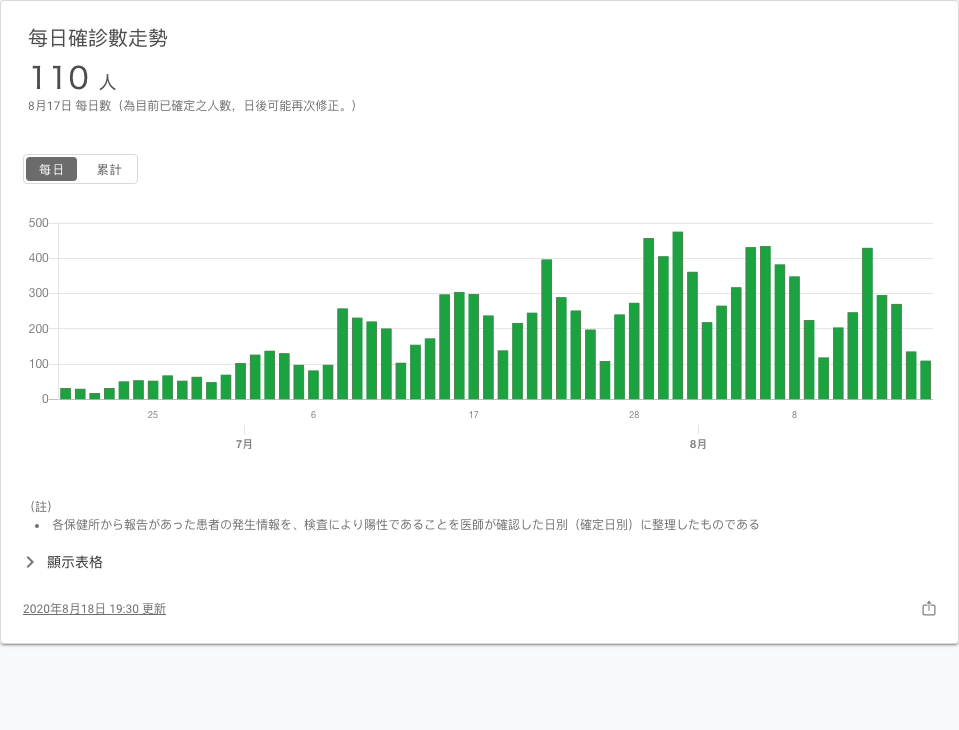 每日確診數走勢
110 人
8月17日 每日數（為目前已確定之人數，日後可能再次修正。）
每日 累計
500
400
300
200
100
0
25 6 17 28 8
7月 8月
（註）
• 各保健所から報告があった患者の発生情報を、検査により陽性であることを医師が確認した日別（確定日別）に整理したものである
顯示表格
2020年8月18日 19:30 更新